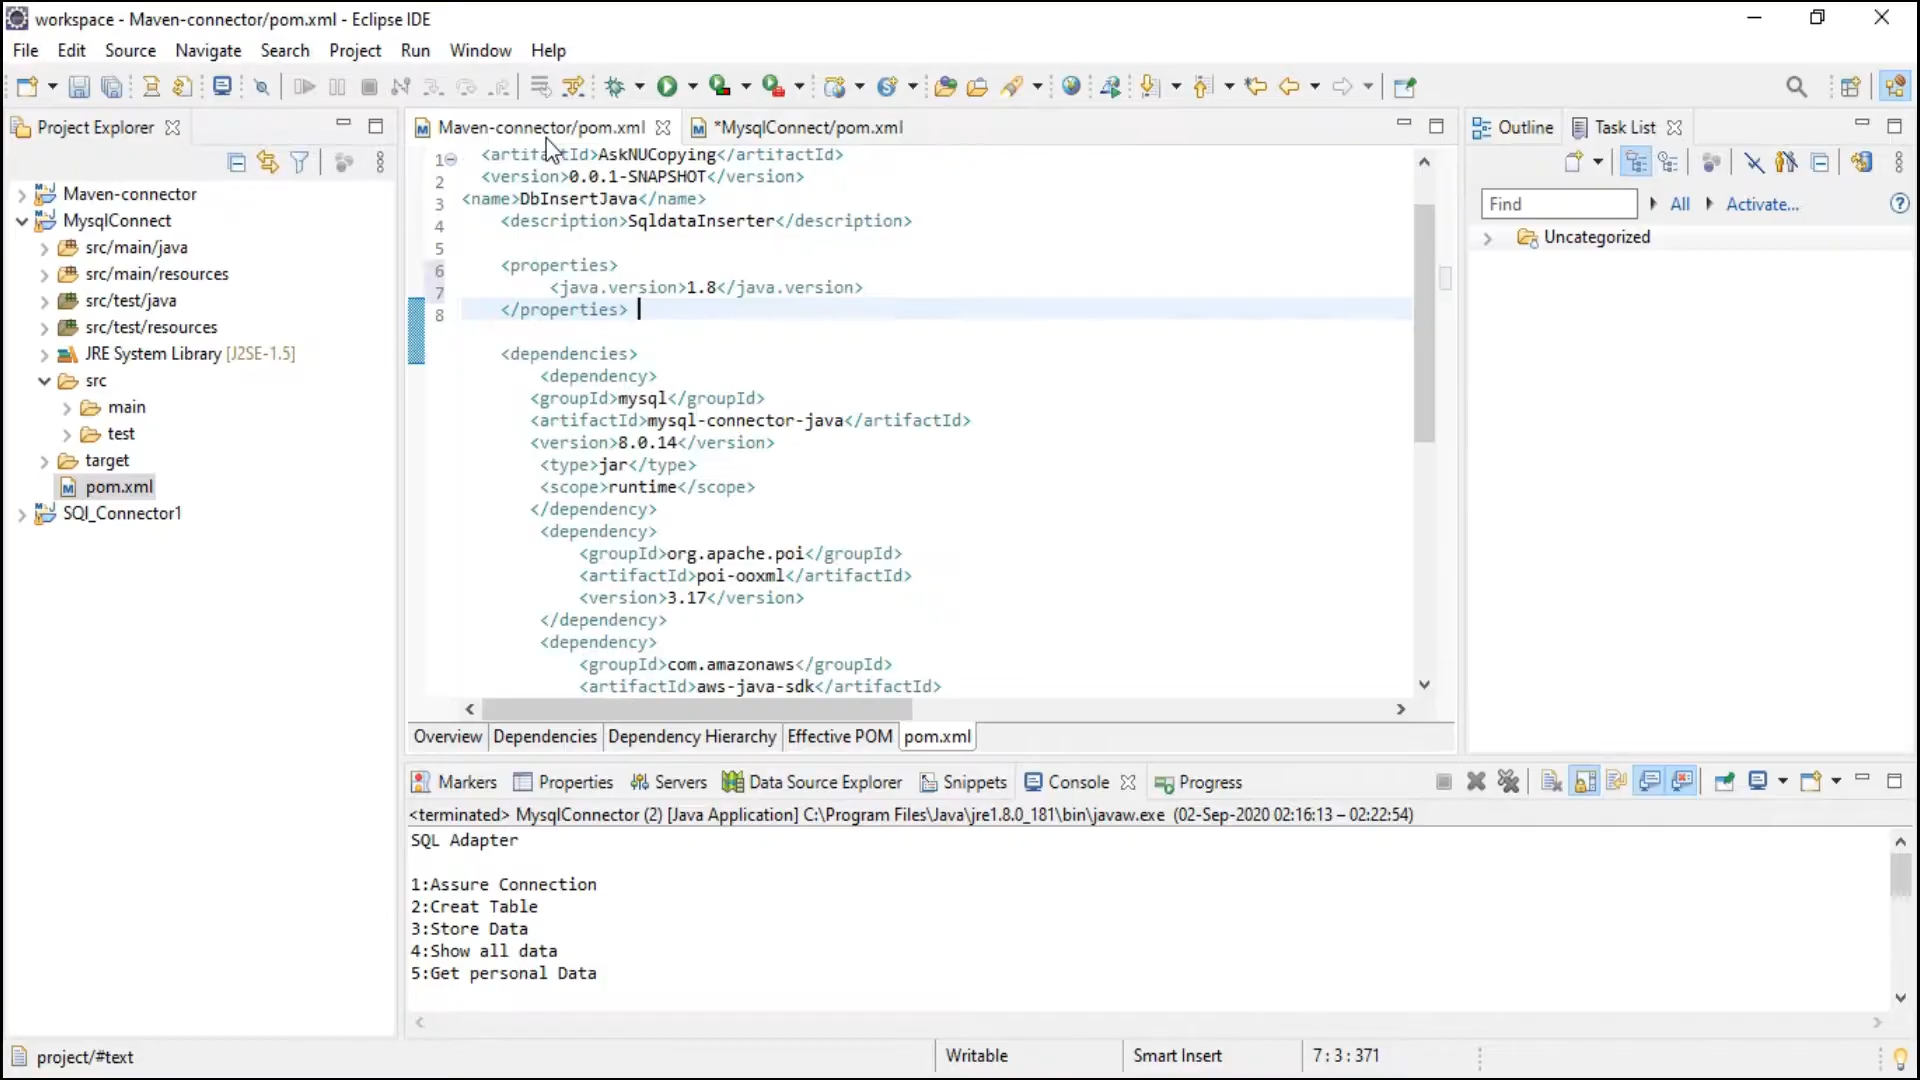 workspace - Maven-connector/pom.xml - Eclipse IDE
File Edit Source Navigate Search Project Run Window Help
Project Explorer
Maven-connector/pom.xml
*MysqlConnect/pom.xml
Outline
Task List
Maven-connector
MysqlConnect
src/main/java
src/main/resources
src/test/java
src/test/resources
JRE System Library [J2SE-1.5]
src
main
test
target
pom.xml
SQl_Connector1
1 <artifactId>AskNUCopying</artifactId>
2 <version>0.0.1-SNAPSHOT</version>
3 <name>DbInsertJava</name>
4 <description>SqldataInserter</description>
5
6 <properties>
7 <java.version>1.8</java.version>
8 </properties>
<dependencies>
<dependency>
<groupId>mysql</groupId>
<artifactId>mysql-connector-java</artifactId>
<version>8.0.14</version>
<type>jar</type>
<scope>runtime</scope>
</dependency>
<dependency>
<groupId>org.apache.poi</groupId>
<artifactId>poi-ooxml</artifactId>
<version>3.17</version>
</dependency>
<dependency>
<groupId>com.amazonaws</groupId>
<artifactId>aws-java-sdk</artifactId>
Overview Dependencies Dependency Hierarchy Effective POM pom.xml
Find All Activate...
Uncategorized
Markers Properties Servers Data Source Explorer Snippets Console Progress
<terminated> MysqlConnector (2) [Java Application] C:\Program Files\Java\jre1.8.0_181\bin\javaw.exe (02-Sep-2020 02:16:13 – 02:22:54)
SQL Adapter
1:Assure Connection
2:Creat Table
3:Store Data
4:Show all data
5:Get personal Data
project/#text
Writable
Smart Insert
7 : 3 : 371